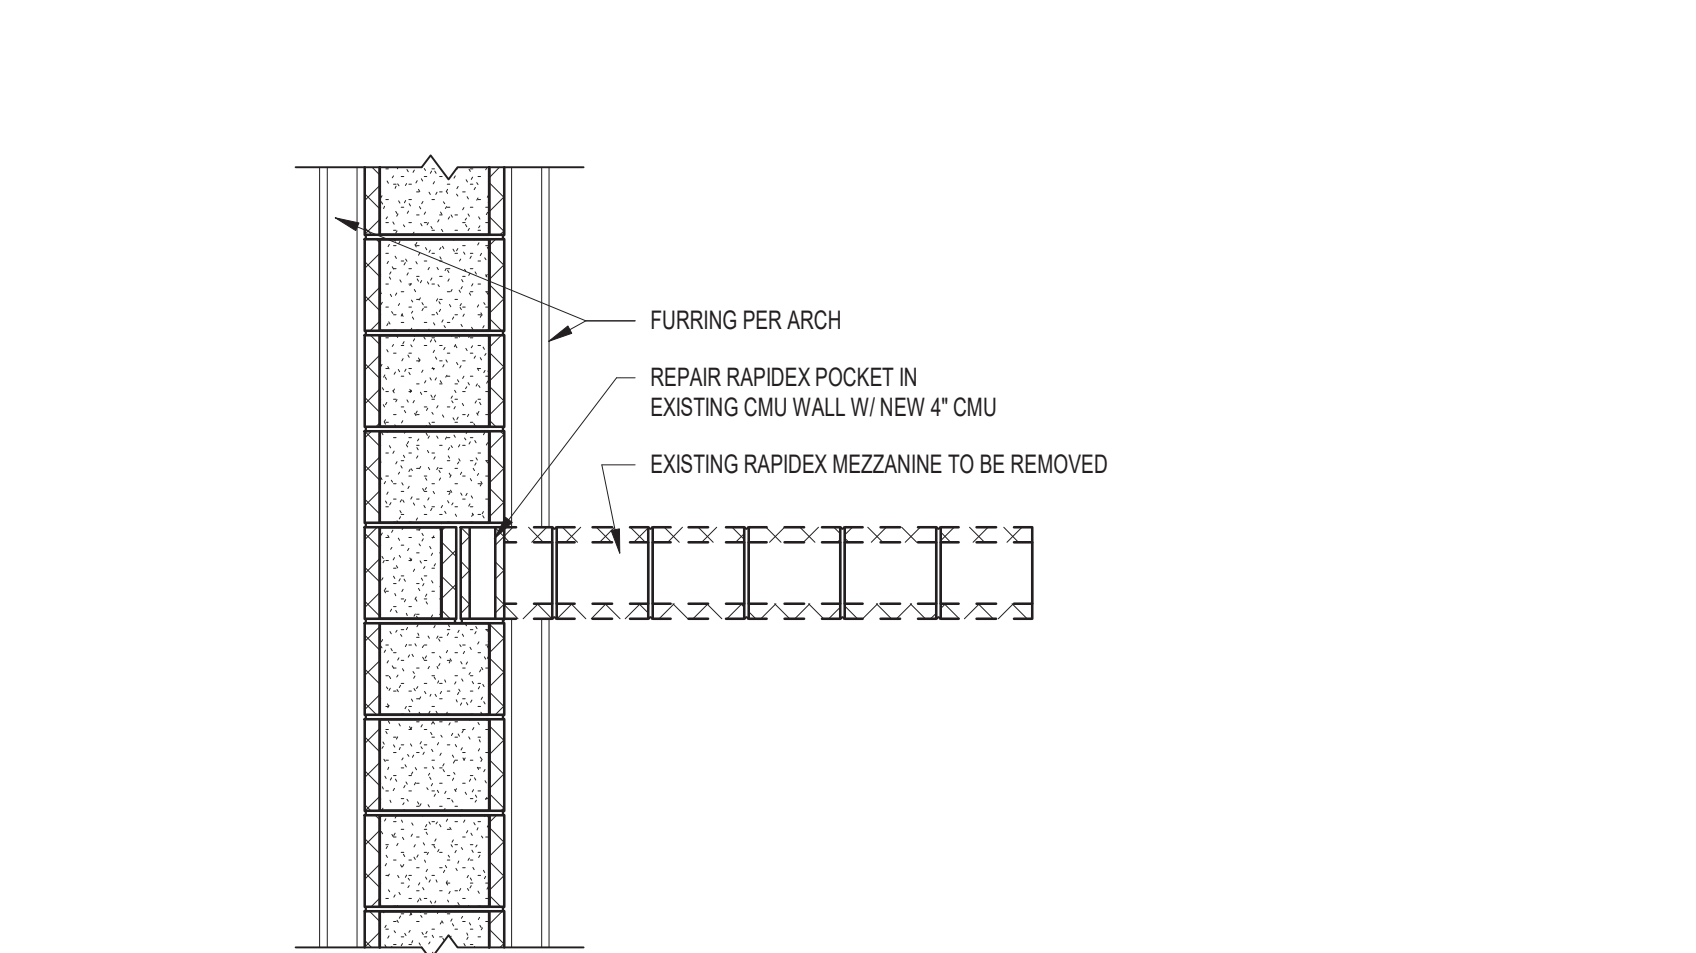 FURRING PER ARCH
REPAIR RAPIDEX POCKET IN
EXISTING CMU WALL W/ NEW 4" CMU
EXISTING RAPIDEX MEZZANINE TO BE REMOVED